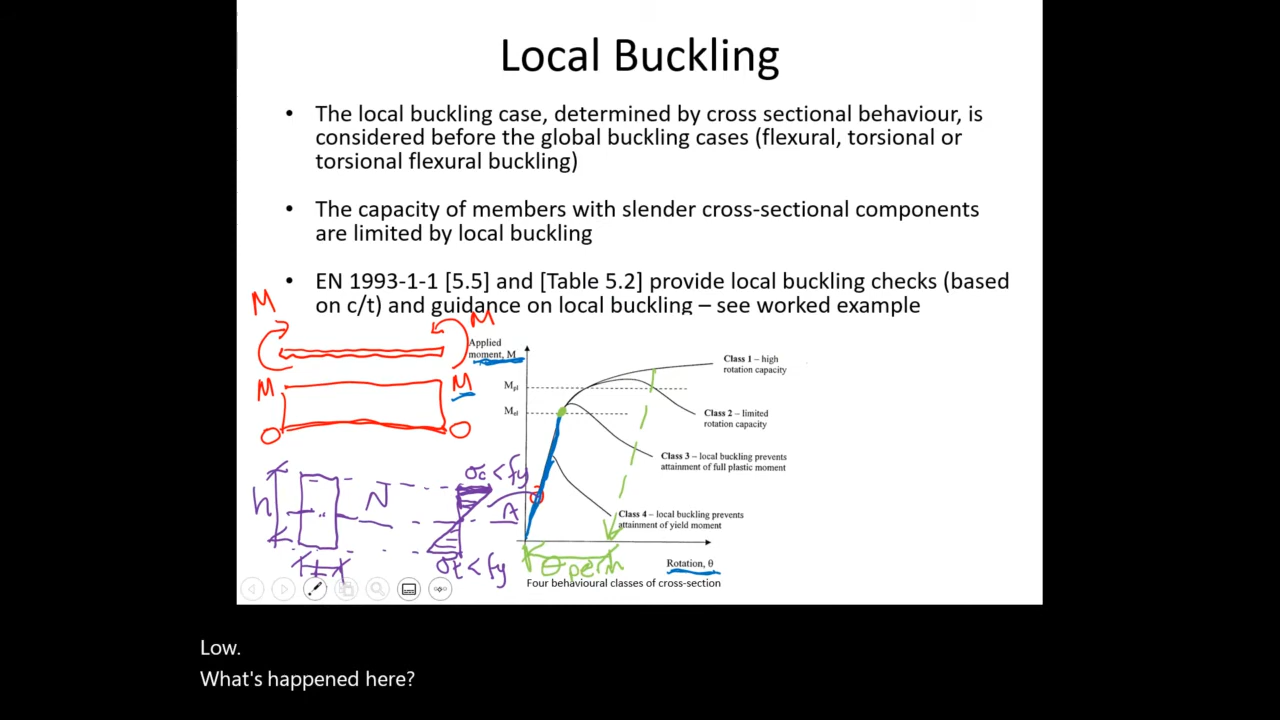 Local Buckling
• The local buckling case, determined by cross sectional behaviour, is
considered before the global buckling cases (flexural, torsional or
torsional flexural buckling)
• The capacity of members with slender cross-sectional components
are limited by local buckling
• EN 1993-1-1 [5.5] and [Table 5.2] provide local buckling checks (based
on c/t) and guidance on local buckling – see worked example
M
M
M
M
h
N
t
σc < fy
A
σt < fy
Applied
moment, M
Mpl
Mel
Class 1 – high
rotation capacity
Class 2 – limited
rotation capacity
Class 3 – local buckling prevents
attainment of full plastic moment
Class 4 – local buckling prevents
attainment of yield moment
Rotation, θ
Four behavioural classes of cross-section
Low.
What's happened here?